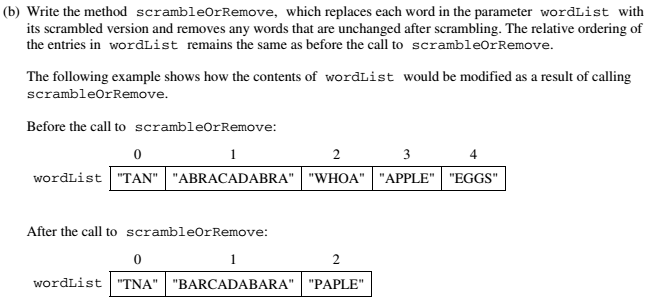 (b) Write the method scrambleOrRemove, which replaces each word in the parameter wordList with
its scrambled version and removes any words that are unchanged after scrambling. The relative ordering of
the entries in wordList remains the same as before the call to scrambleOrRemove.
The following example shows how the contents of wordList would be modified as a result of calling
scrambleOrRemove.
Before the call to scrambleOrRemove:
0 1 2 3 4
wordList "TAN" "ABRACADABRA" "WHOA" "APPLE" "EGGS"
After the call to scrambleOrRemove:
0 1 2
wordList "TNA" "BARCADABARA" "PAPLE"